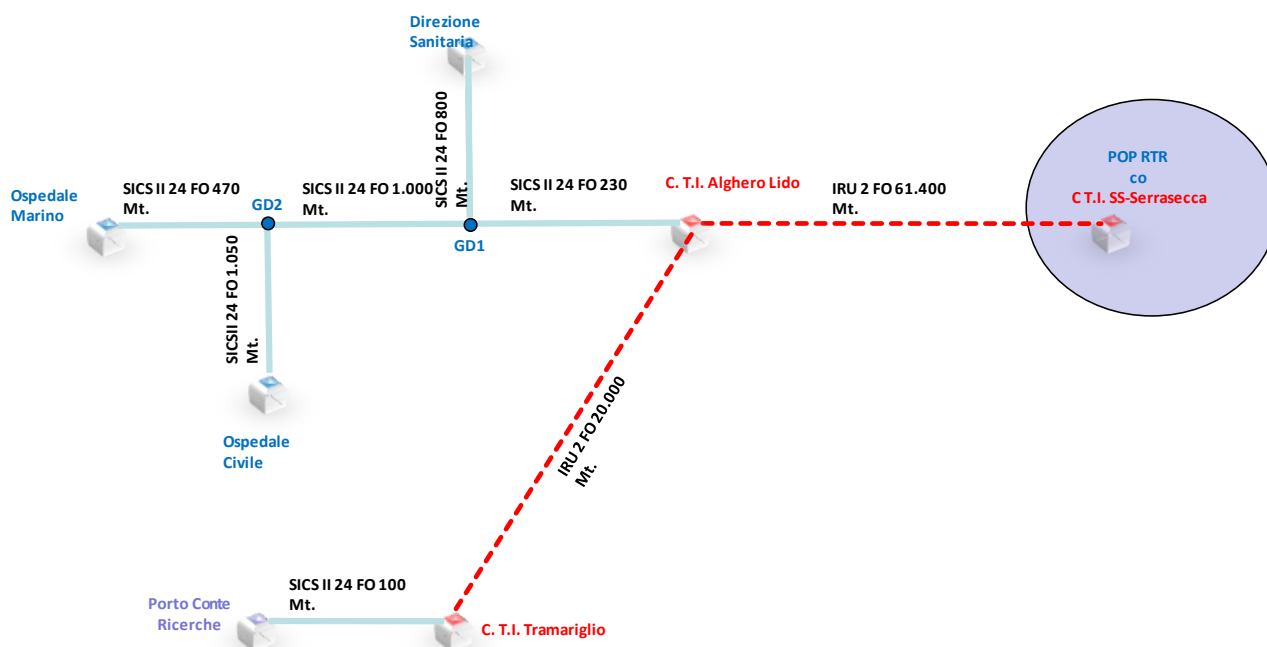 Direzione
Sanitaria
SICS II 24 FO 800
Mt.
POP RTR
co
C T.I. SS-Serrasecca
Ospedale
Marino
SICS II 24 FO 470
Mt.
GD2
SICS II 24 FO 1.000
Mt.
SICS II 24 FO 230
Mt.
GD1
C. T.I. Alghero Lido
IRU 2 FO 61.400
Mt.
SICSII 24 FO 1.050
Mt.
Ospedale
Civile
IRU 2 FO 20.000
Mt.
SICS II 24 FO 100
Mt.
Porto Conte
Ricerche
C. T.I. Tramariglio